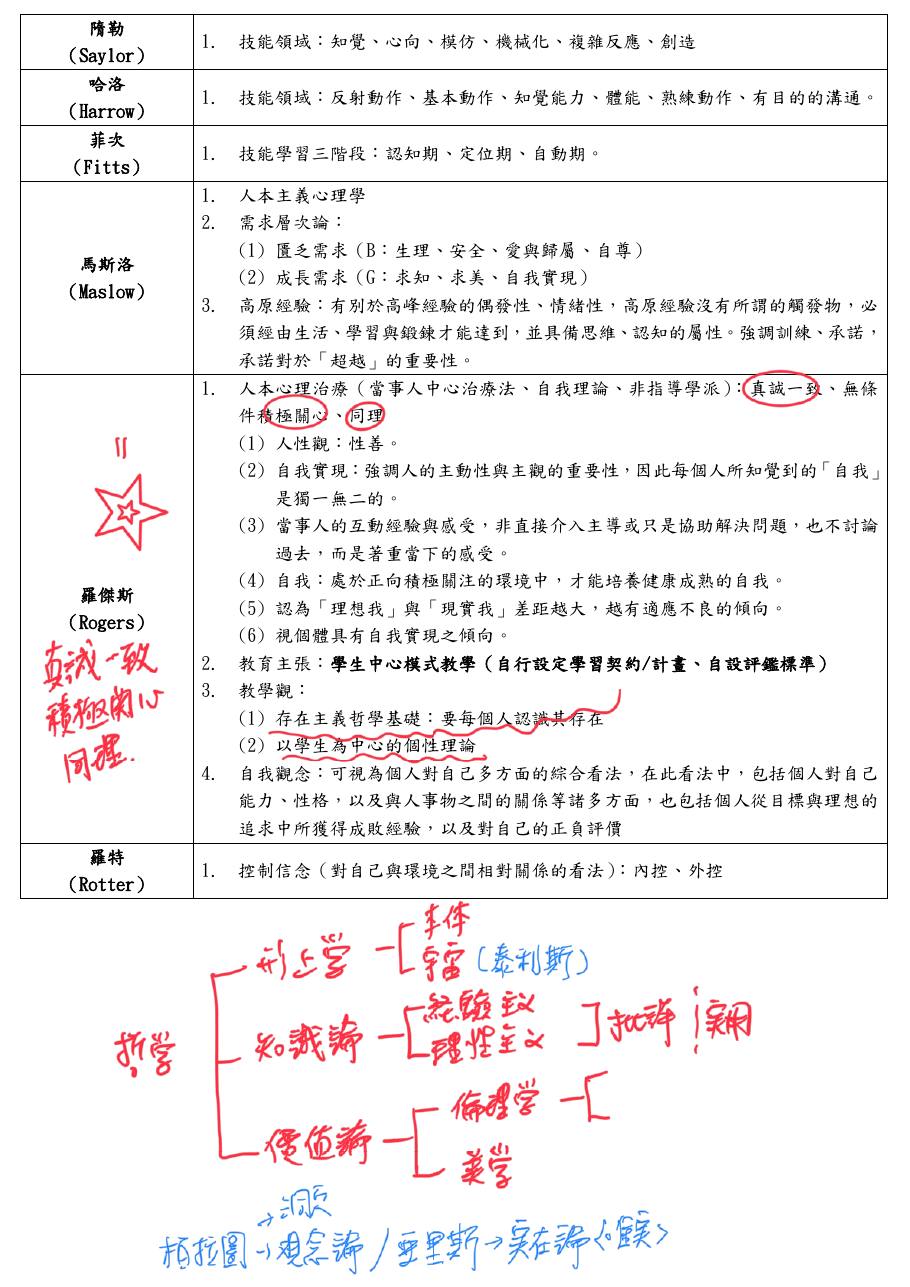 隋勒
（Saylor）
1. 技能領域：知覺、心向、模仿、機械化、複雜反應、創造
哈洛
（Harrow）
1. 技能領域：反射動作、基本動作、知覺能力、體能、熟練動作、有目的的溝通。
菲次
（Fitts）
1. 技能學習三階段：認知期、定位期、自動期。
馬斯洛
（Maslow）
1. 人本主義心理學
2. 需求層次論：
（1）匱乏需求（B：生理、安全、愛與歸屬、自尊）
（2）成長需求（G：求知、求美、自我實現）
3. 高原經驗：有別於高峰經驗的偶發性、情緒性，高原經驗沒有所謂的觸發物，必
須經由生活、學習與鍛鍊才能達到，並具備思維、認知的屬性。強調訓練、承諾，
承諾對於「超越」的重要性。
羅傑斯
（Rogers）
真誠一致
積極關心
同理.
1. 人本心理治療（當事人中心治療法、自我理論、非指導學派）：真誠一致、無條
件積極關心、同理
（1）人性觀：性善。
（2）自我實現：強調人的主動性與主觀的重要性，因此每個人所知覺到的「自我」
是獨一無二的。
（3）當事人的互動經驗與感受，非直接介入主導或只是協助解決問題，也不討論
過去，而是著重當下的感受。
（4）自我：處於正向積極關注的環境中，才能培養健康成熟的自我。
（5）認為「理想我」與「現實我」差距越大，越有適應不良的傾向。
（6）視個體具有自我實現之傾向。
2. 教育主張：學生中心模式教學（自行設定學習契約/計畫、自設評鑑標準）
3. 教學觀：
（1）存在主義哲學基礎：要每個人認識其存在
（2）以學生為中心的個性理論
4. 自我觀念：可視為個人對自己多方面的綜合看法，在此看法中，包括個人對自己
能力、性格，以及與人事物之間的關係等諸多方面，也包括個人從目標與理想的
追求中所獲得成敗經驗，以及對自己的正負評價
羅特
（Rotter）
1. 控制信念（對自己與環境之間相對關係的看法）：內控、外控
哲学
形上学
本体
宇宙（泰利斯）
知識論
経驗主义
理性主义
批評
実用
價值論
倫理学
美学
洞穴
柏拉圖→观念論/亞里斯→実在論